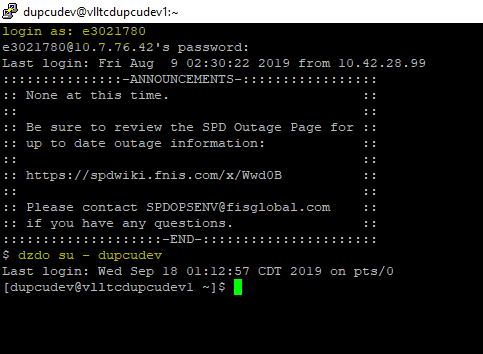 dupcudev@vlltcdupcudev1:~
login as: e3021780
e3021780@10.7.76.42's password:
Last login: Fri Aug  9 02:30:22 2019 from 10.42.28.99
:::::::::::::::-ANNOUNCEMENTS-:::::::::::::::::
:: None at this time.                        ::
::                                           ::
:: Be sure to review the SPD Outage Page for ::
:: up to date outage information:            ::
::                                           ::
:: https://spdwiki.fnis.com/x/Wwd0B          ::
::                                           ::
:: Please contact SPDOPSENV@fisglobal.com    ::
:: if you have any questions.                ::
::::::::::::::::::::-END-::::::::::::::::::::::
$ dzdo su - dupcudev
Last login: Wed Sep 18 01:12:57 CDT 2019 on pts/0
[dupcudev@vlltcdupcudev1 ~]$